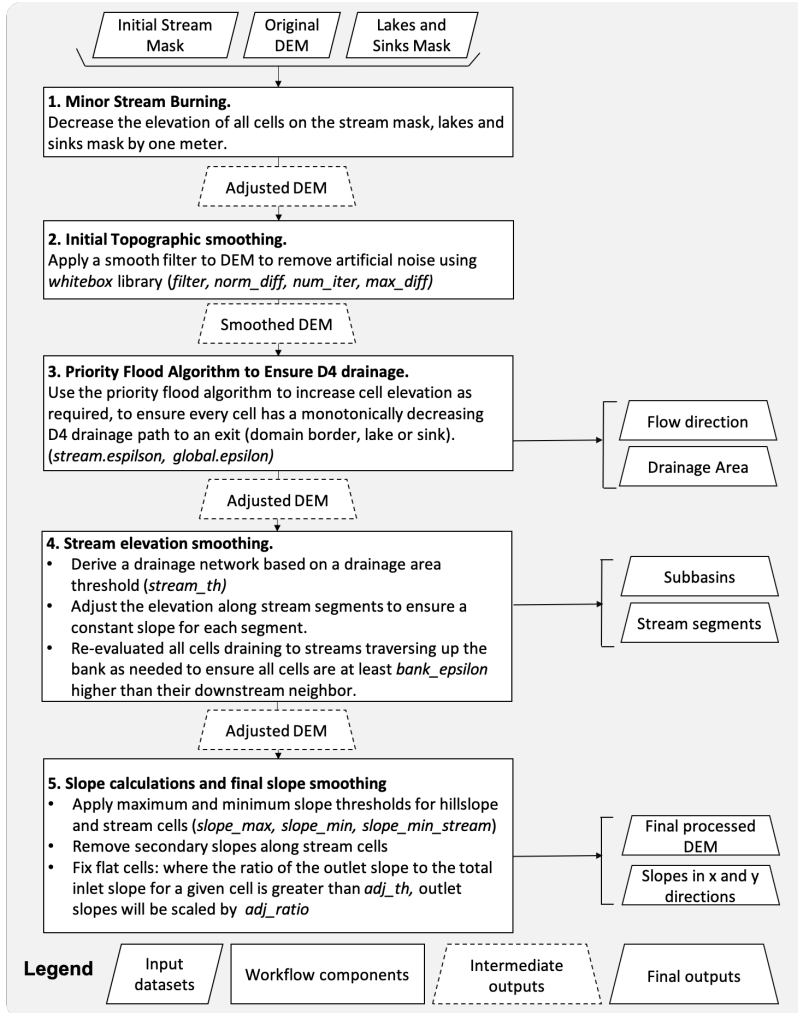 Initial Stream
Mask
Original
DEM
Lakes and
Sinks Mask
1. Minor Stream Burning.
Decrease the elevation of all cells on the stream mask, lakes and
sinks mask by one meter.
Adjusted DEM
2. Initial Topographic smoothing.
Apply a smooth filter to DEM to remove artificial noise using
whitebox library (filter, norm_diff, num_iter, max_diff)
Smoothed DEM
3. Priority Flood Algorithm to Ensure D4 drainage.
Use the priority flood algorithm to increase cell elevation as
required, to ensure every cell has a monotonically decreasing
D4 drainage path to an exit (domain border, lake or sink).
(stream.espilson, global.epsilon)
Flow direction
Drainage Area
Adjusted DEM
4. Stream elevation smoothing.
• Derive a drainage network based on a drainage area
threshold (stream_th)
• Adjust the elevation along stream segments to ensure a
constant slope for each segment.
• Re-evaluated all cells draining to streams traversing up the
bank as needed to ensure all cells are at least bank_epsilon
higher than their downstream neighbor.
Subbasins
Stream segments
Adjusted DEM
5. Slope calculations and final slope smoothing
• Apply maximum and minimum slope thresholds for hillslope
and stream cells (slope_max, slope_min, slope_min_stream)
• Remove secondary slopes along stream cells
• Fix flat cells: where the ratio of the outlet slope to the total
inlet slope for a given cell is greater than adj_th, outlet
slopes will be scaled by adj_ratio
Final processed
DEM
Slopes in x and y
directions
Legend
Input
datasets
Workflow components
Intermediate
outputs
Final outputs